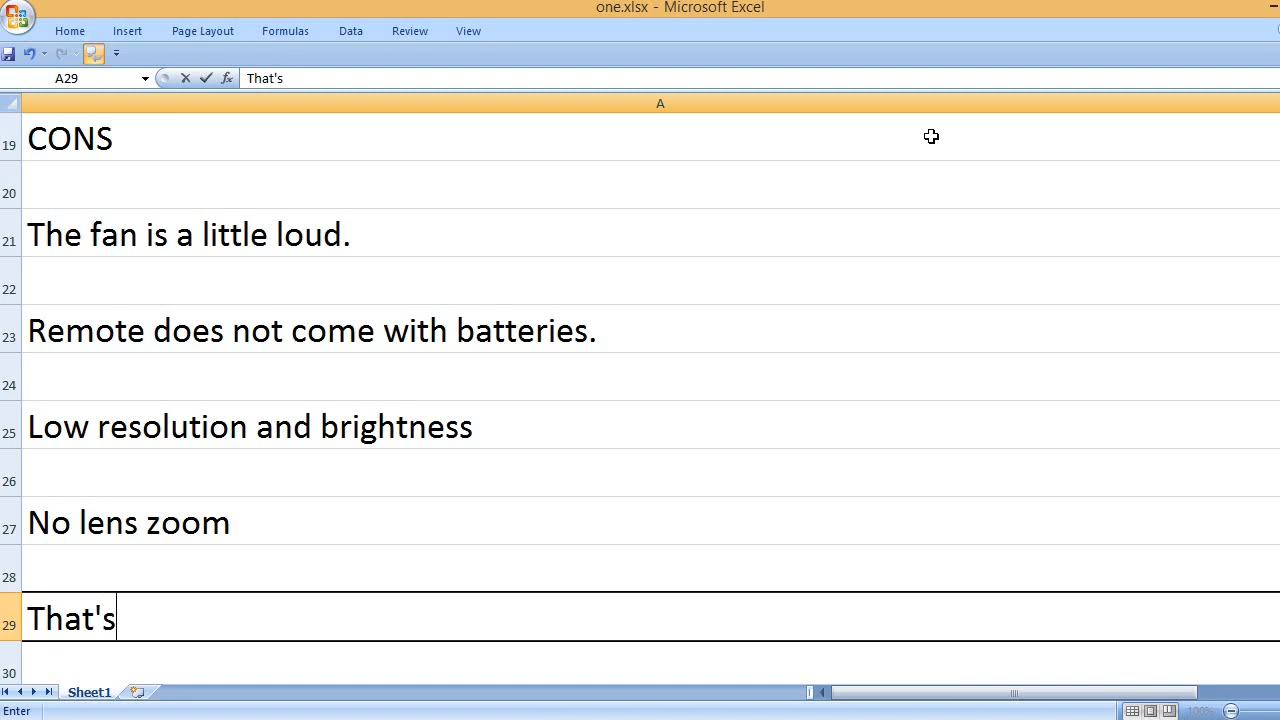 one.xlsx - Microsoft Excel
Home Insert Page Layout Formulas Data Review View
A29 fx That's
A
19 CONS
20
21 The fan is a little loud.
22
23 Remote does not come with batteries.
24
25 Low resolution and brightness
26
27 No lens zoom
28
29 That's
30
Sheet1
Enter 100%